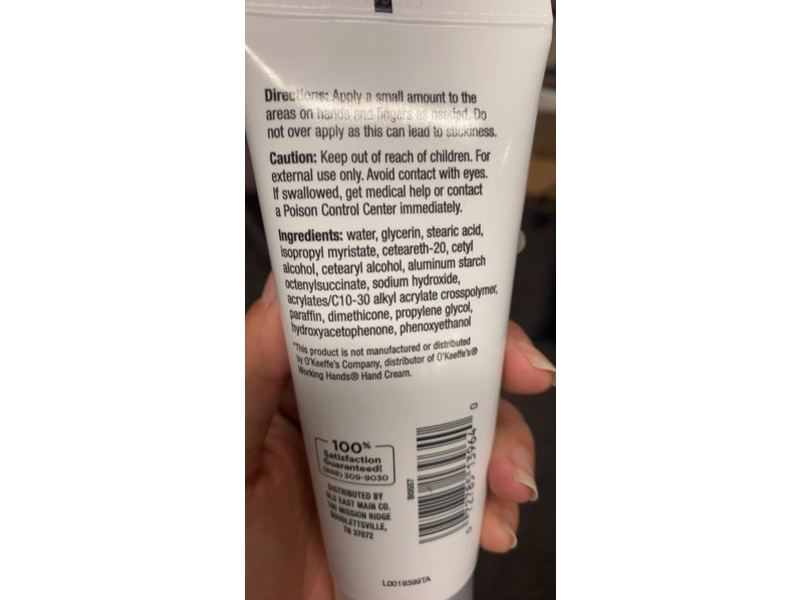 Directions: Apply a small amount to the
areas on hands and fingers as needed. Do
not over apply as this can lead to stickiness.
Caution: Keep out of reach of children. For
external use only. Avoid contact with eyes.
If swallowed, get medical help or contact
a Poison Control Center immediately.
Ingredients: water, glycerin, stearic acid,
isopropyl myristate, ceteareth-20, cetyl
alcohol, cetearyl alcohol, aluminum starch
octenylsuccinate, sodium hydroxide,
acrylates/C10-30 alkyl acrylate crosspolymer,
paraffin, dimethicone, propylene glycol,
hydroxyacetophenone, phenoxyethanol
*This product is not manufactured or distributed
by O'Keeffe's Company, distributor of O'Keeffe's®
Working Hands® Hand Cream.
100%
Satisfaction
Guaranteed!
(888) 309-9030
DISTRIBUTED BY
OLD EAST MAIN CO.
100 MISSION RIDGE
GOODLETTSVILLE,
TN 37072
0 72785 13964 0
L0019399TA